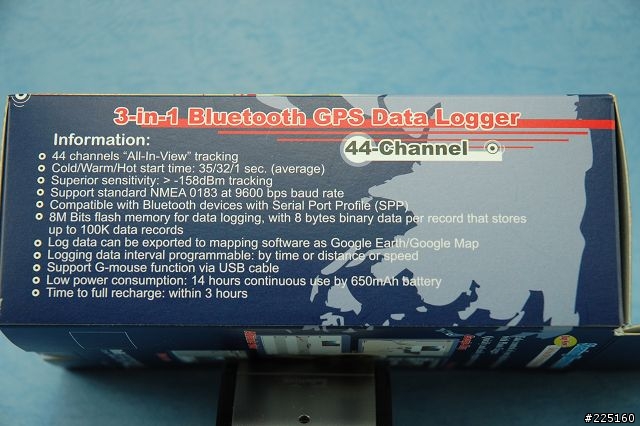 3-in-1 Bluetooth GPS Data Logger
44-Channel
Information:
44 channels "All-In-View" tracking
Cold/Warm/Hot start time: 35/32/1 sec. (average)
Superior sensitivity: > -158dBm tracking
Support standard NMEA 0183 at 9600 bps baud rate
Compatible with Bluetooth devices with Serial Port Profile (SPP)
8M Bits flash memory for data logging, with 8 bytes binary data per record that stores
up to 100K data records
Log data can be exported to mapping software as Google Earth/Google Map
Logging data interval programmable: by time or distance or speed
Support G-mouse function via USB cable
Low power consumption: 14 hours continuous use by 650mAh battery
Time to full recharge: within 3 hours
#225160